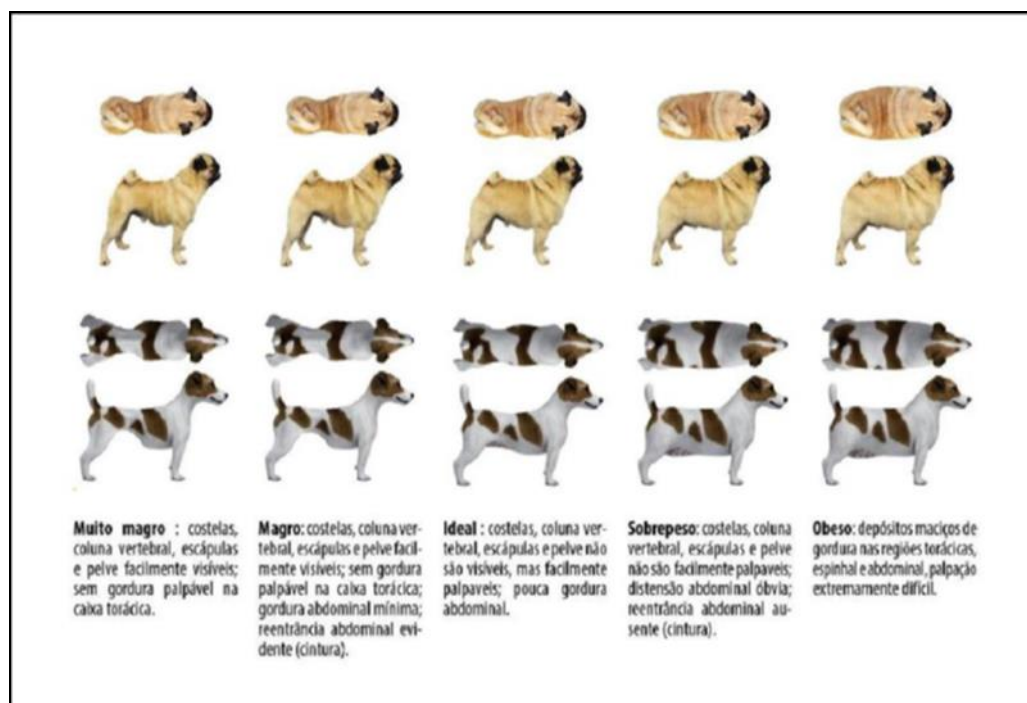 Muito magro : costelas,
coluna vertebral, escápulas
e pelve facilmente visíveis;
sem gordura palpável na
caixa torácica.
Magro: costelas, coluna ver-
tebral, escápulas e pelve facil-
mente visíveis; sem gordura
palpável na caixa torácica;
gordura abdominal mínima;
reentrância abdominal evi-
dente (cintura).
Ideal : costelas, coluna ver-
tebral, escápulas e pelve não
são visíveis, mas facilmente
palpaveis; pouca gordura
abdominal.
Sobrepeso: costelas, coluna
vertebral, escápulas e pelve
não são facilmente palpaveis;
distensão abdominal óbvia;
reentrância abdominal au-
sente (cintura).
Obeso: depósitos maciços de
gordura nas regiões torácicas,
espinhal e abdominal, palpação
extremamente difícil.